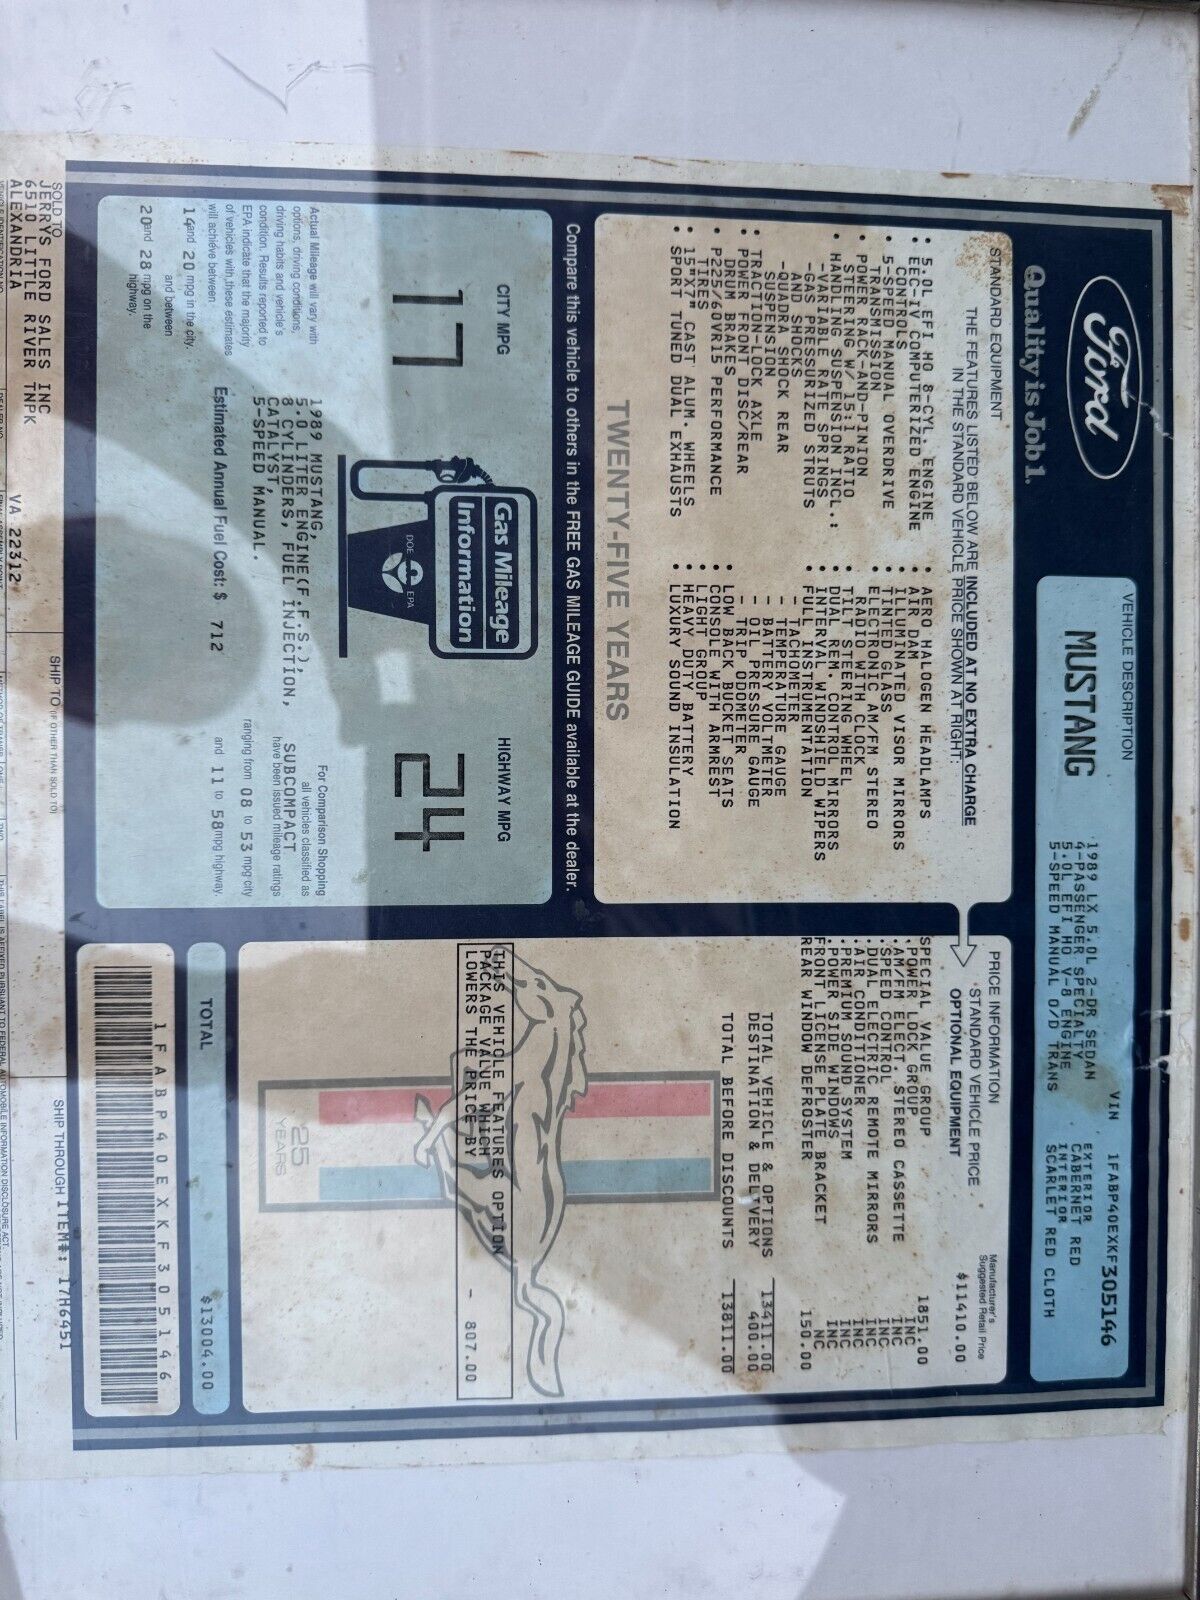 Ford
Quality is Job 1.
VEHICLE DESCRIPTION
MUSTANG
1989 LX 5.0L 2-DR SEDAN
4-PASSENGER SPECIALTY
5.0L EFI HO V-8 ENGINE
5-SPEED MANUAL O/D TRANS
VIN 1FABP40EXKF305146
EXTERIOR
CABERNET RED
INTERIOR
SCARLET RED CLOTH
THE FEATURES LISTED BELOW ARE INCLUDED AT NO EXTRA CHARGE
IN THE STANDARD VEHICLE PRICE SHOWN AT RIGHT.
STANDARD EQUIPMENT
• 5.0L EFI HO 8-CYL. ENGINE
• EEC-IV COMPUTERIZED ENGINE
CONTROLS
• 5-SPEED MANUAL OVERDRIVE
TRANSMISSION
• POWER RACK-AND-PINION
STEERING W/ 15:1 RATIO
• HANDLING SUSPENSION INCL.:
-VARIABLE RATE SPRINGS
-GAS PRESSURIZED STRUTS
AND SHOCKS
-QUADRA SHOCK REAR
SUSPENSION
• TRACTION-LOK AXLE
• POWER FRONT DISC/REAR
DRUM BRAKES
• P225/60VR15 PERFORMANCE
TIRES
• 15"X7" CAST ALUM. WHEELS
• SPORT TUNED DUAL EXHAUSTS
• AERO HALOGEN HEADLAMPS
• AIR DAM
• ILLUMINATED VISOR MIRRORS
• TINTED GLASS
• ELECTRONIC AM/FM STEREO
RADIO WITH CLOCK
• TILT STEERING WHEEL
• DUAL REM. CONTROL MIRRORS
• INTERVAL WINDSHIELD WIPERS
• FULL INSTRUMENTATION
- TACHOMETER
- TEMPERATURE GAUGE
- BATTERY VOLTMETER
- OIL PRESSURE GAUGE
- TRIP ODOMETER
• LOW BACK BUCKET SEATS
• CONSOLE WITH ARMREST
• LIGHT GROUP
• HEAVY DUTY BATTERY
• LUXURY SOUND INSULATION
TWENTY-FIVE YEARS
PRICE INFORMATION
Manufacturer's
Suggested Retail Price
STANDARD VEHICLE PRICE $11410.00
OPTIONAL EQUIPMENT
SPECIAL VALUE GROUP 1851.00
.POWER LOCK GROUP INC
.AM/FM ELECT. STEREO CASSETTE INC
.SPEED CONTROL INC
.DUAL ELECTRIC REMOTE MIRRORS INC
.AIR CONDITIONER INC
.PREMIUM SOUND SYSTEM INC
.POWER SIDE WINDOWS INC
FRONT LICENSE PLATE BRACKET NC
REAR WINDOW DEFROSTER 150.00
TOTAL VEHICLE & OPTIONS 13411.00
DESTINATION & DELIVERY 400.00
TOTAL BEFORE DISCOUNTS 13811.00
THIS VEHICLE FEATURES OPTION
PACKAGE VALUE WHICH
LOWERS THE PRICE BY - 807.00
25
YEARS
TOTAL $13004.00
1FABP40EXKF305146
Compare this vehicle to others in the FREE GAS MILEAGE GUIDE available at the dealer.
CITY MPG
17
Gas Mileage
Information
DOE EPA
HIGHWAY MPG
24
Actual Mileage will vary with
options, driving conditions,
driving habits and vehicle's
condition. Results reported to
EPA indicate that the majority
of vehicles with these estimates
will achieve between
14 and 20 mpg in the city.
and between
20 and 28 mpg on the
highway.
1989 MUSTANG,
5.0 LITER ENGINE(F.F.S.),
8 CYLINDERS, FUEL INJECTION,
CATALYST,
5-SPEED MANUAL.
Estimated Annual Fuel Cost: $ 712
For Comparison Shopping
all vehicles classified as
SUBCOMPACT
have been issued mileage ratings
ranging from 08 to 53 mpg city
and 11 to 58 mpg highway.
SOLD TO
JERRYS FORD SALES INC
6510 LITTLE RIVER TNPK
ALEXANDRIA VA 22312
SHIP TO (IF OTHER THAN SOLD TO)
SHIP THROUGH ITEM#: 17H6451